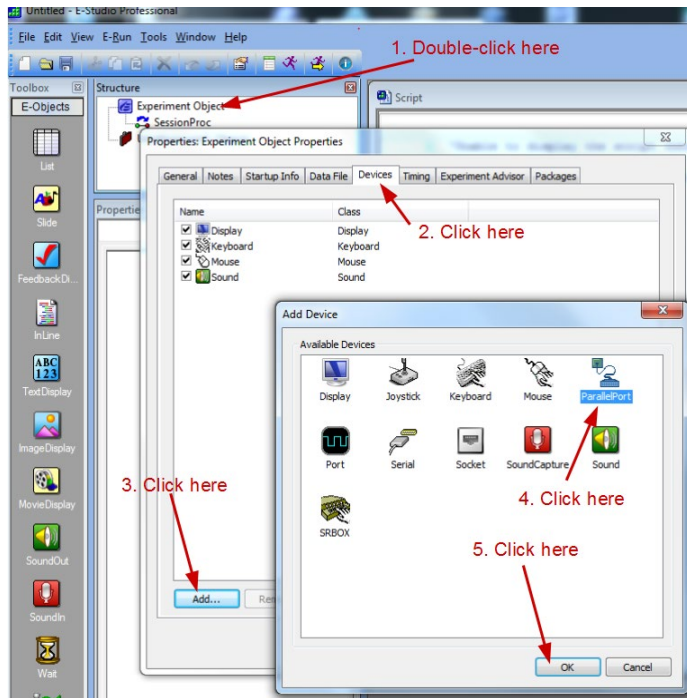 Untitled - E-Studio Professional
File Edit View E-Run Tools Window Help
1. Double-click here
Toolbox
E-Objects
List
Slide
FeedbackDi...
InLine
TextDisplay
ImageDisplay
MovieDisplay
SoundOut
SoundIn
Wait
Structure
Experiment Object
SessionProc
Script
Properties: Experiment Object Properties
General Notes Startup Info Data File Devices Timing Experiment Advisor Packages
2. Click here
Name Class
Display Display
Keyboard Keyboard
Mouse Mouse
Sound Sound
3. Click here
Add...
Add Device
Available Devices
Display Joystick Keyboard Mouse ParallelPort
Port Serial Socket SoundCapture Sound
SRBOX
4. Click here
5. Click here
OK Cancel
ABC
123